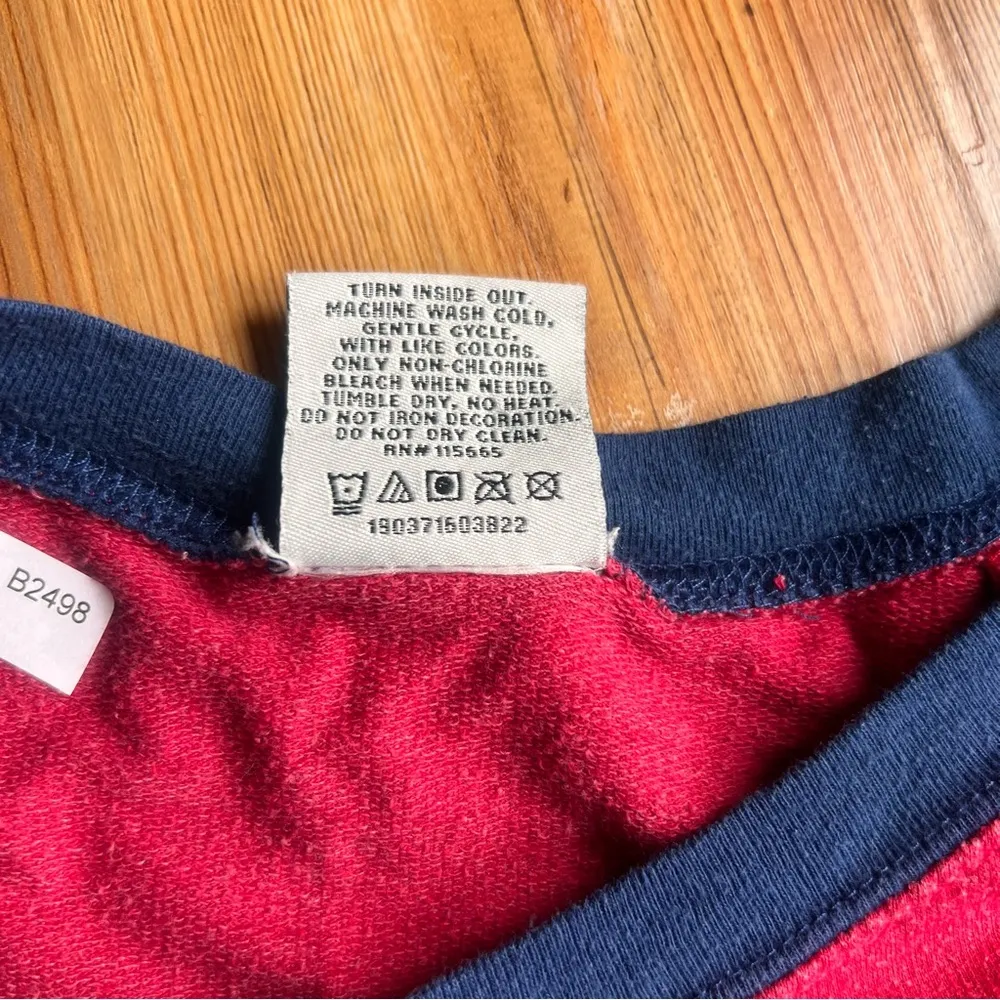 TURN INSIDE OUT.
MACHINE WASH COLD,
GENTLE CYCLE,
WITH LIKE COLORS.
ONLY NON-CHLORINE
BLEACH WHEN NEEDED.
TUMBLE DRY, NO HEAT.
DO NOT IRON DECORATION.
DO NOT DRY CLEAN.
RN# 115665
190371603822
B2498